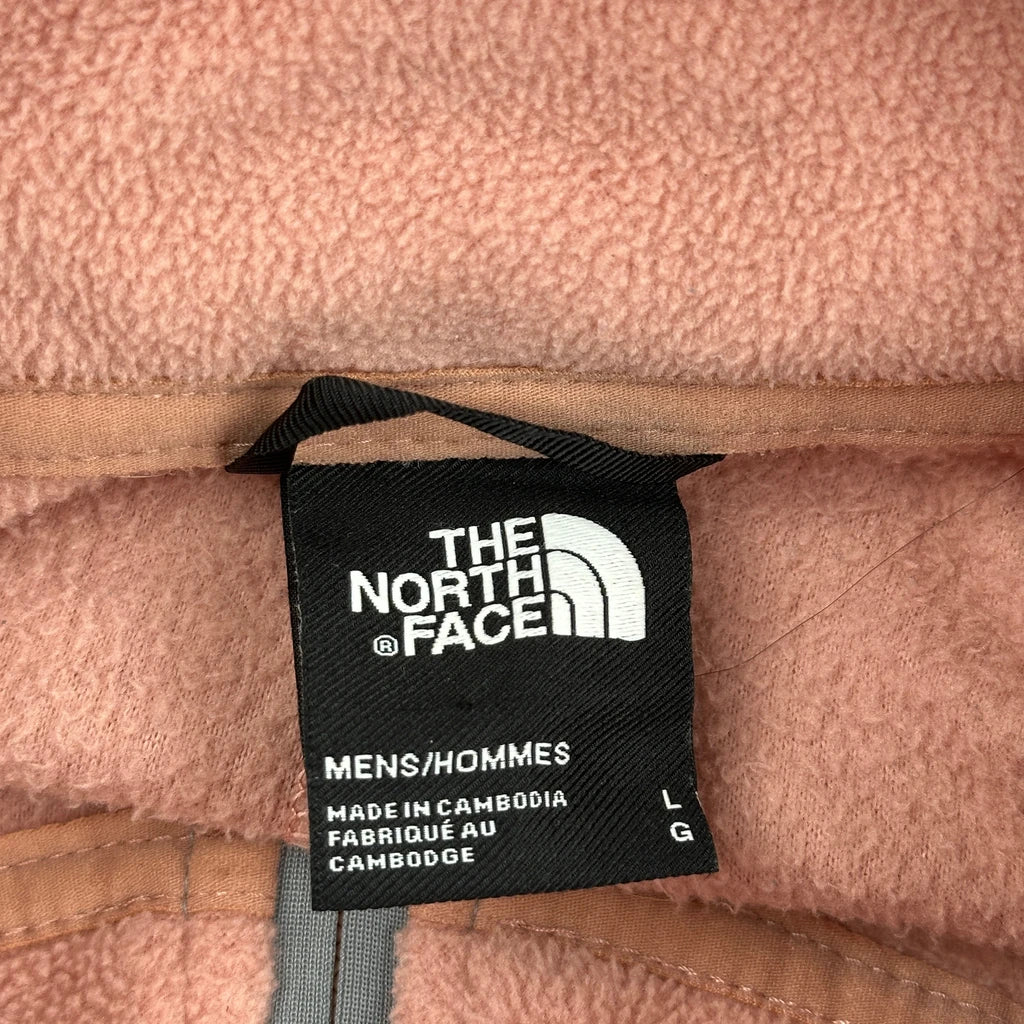 THE
NORTH
® FACE
MENS/HOMMES
MADE IN CAMBODIA
FABRIQUÉ AU
CAMBODGE
L
G